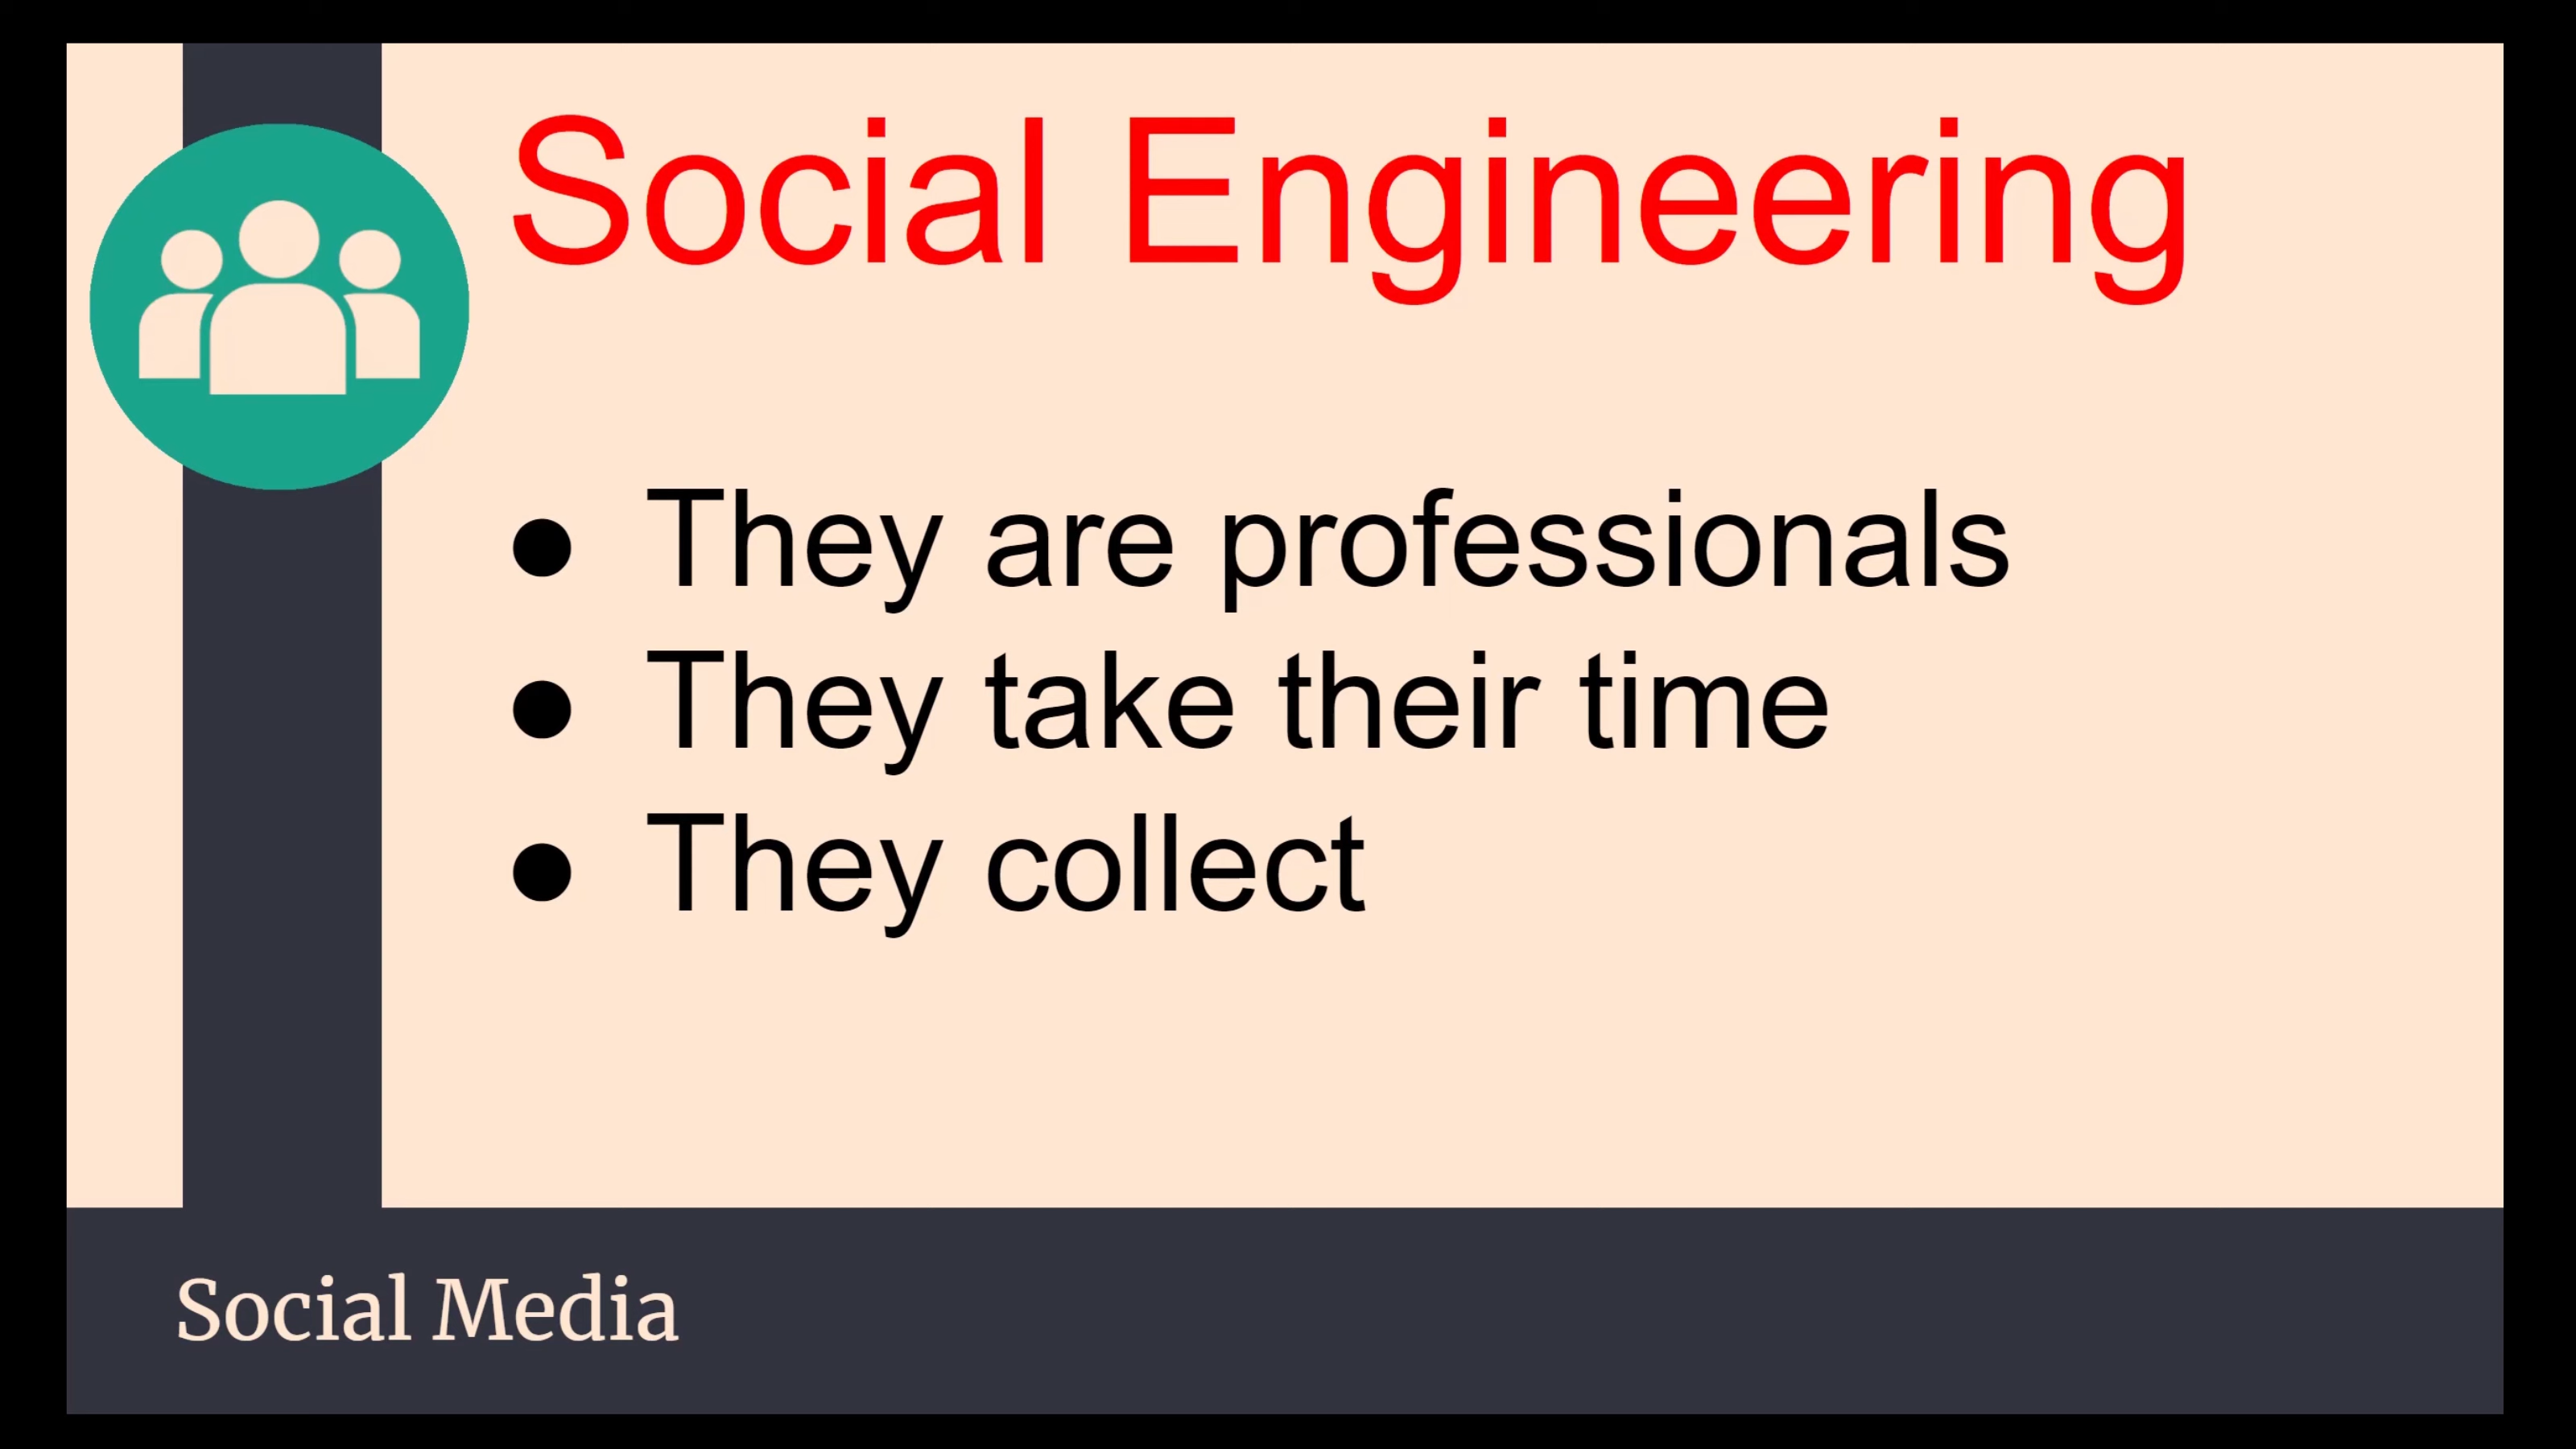 Social Engineering
● They are professionals
● They take their time
● They collect
Social Media